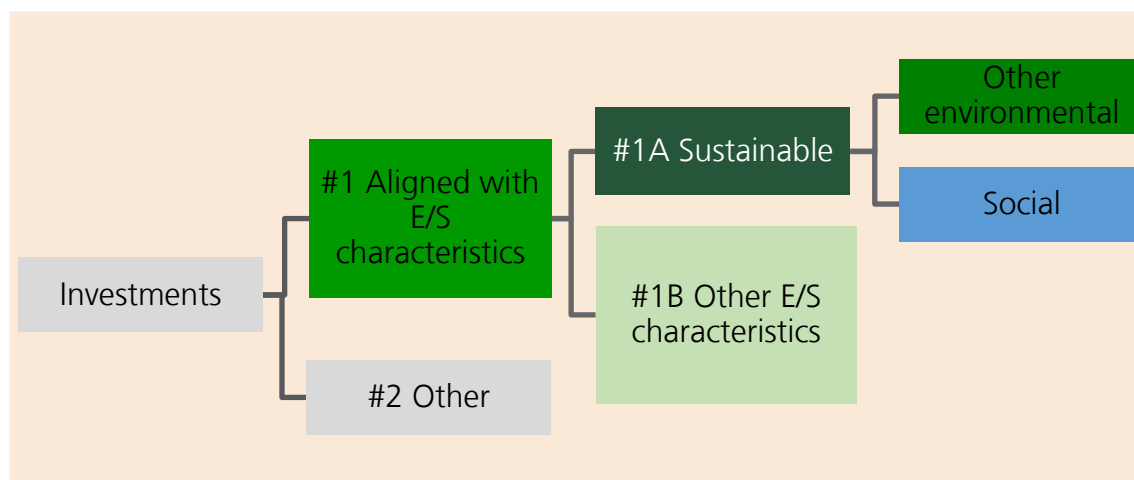 Investments
#1 Aligned with
E/S
characteristics
#2 Other
#1A Sustainable
#1B Other E/S
characteristics
Other
environmental
Social